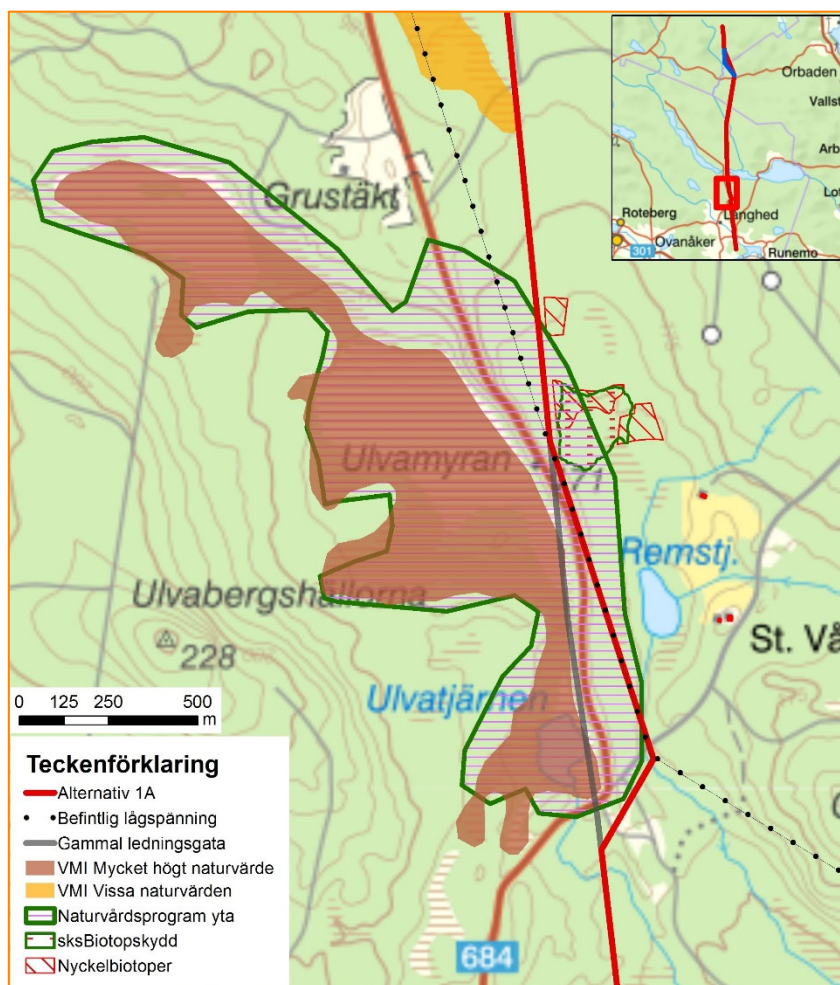 Orbaden
Vallst
Arb
Lot
Roteberg
Långhed
Ovanåker
301
Runemo
Grustäkt
Ulvamyran
171
Remstj.
Ulvabergshällorna
228
St. Vå
Ulvatjärnen
0 125 250 500
m
Teckenförklaring
Alternativ 1A
Befintlig lågspänning
Gammal ledningsgata
VMI Mycket högt naturvärde
VMI Vissa naturvärden
Naturvårdsprogram yta
sksBiotopskydd
Nyckelbiotoper
684